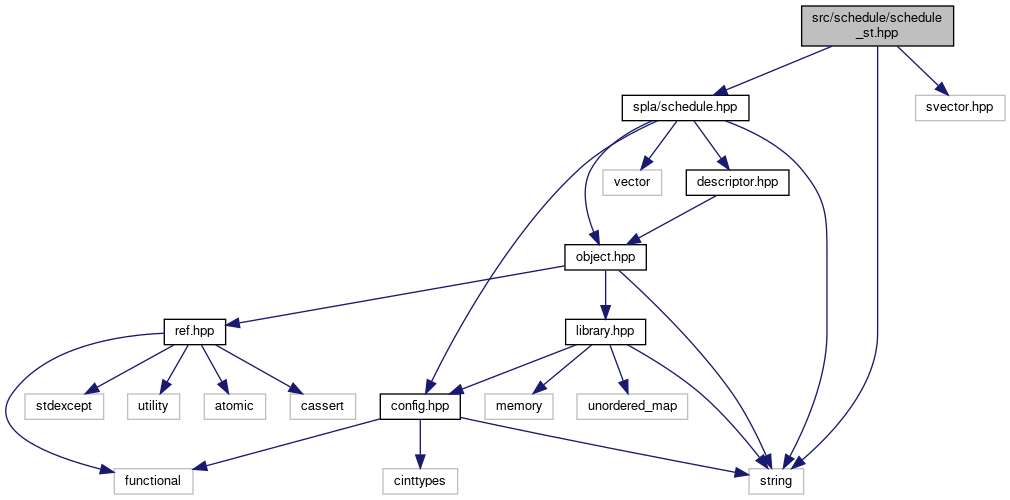 src/schedule/schedule
_st.hpp
spla/schedule.hpp
svector.hpp
vector
descriptor.hpp
object.hpp
ref.hpp
library.hpp
stdexcept
utility
atomic
cassert
config.hpp
memory
unordered_map
functional
cinttypes
string